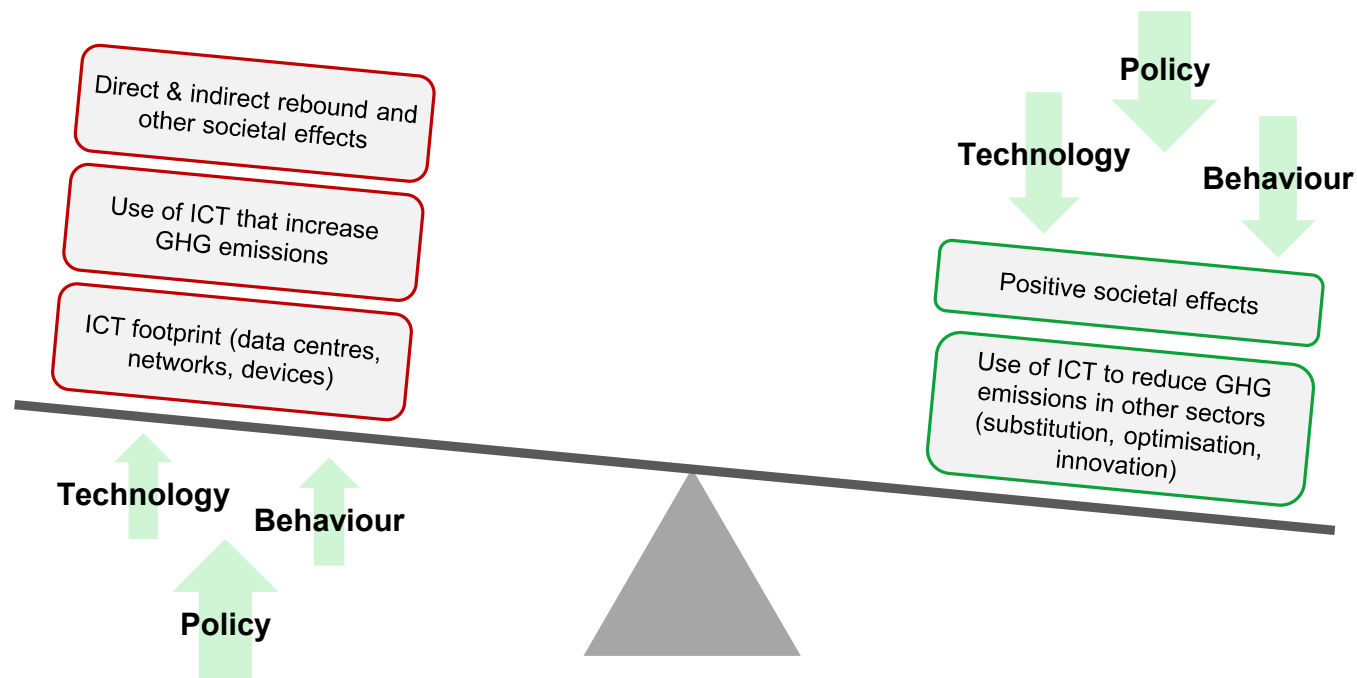 Direct & indirect rebound and
other societal effects
Use of ICT that increase
GHG emissions
ICT footprint (data centres,
networks, devices)
Technology
Behaviour
Policy
Policy
Technology
Behaviour
Positive societal effects
Use of ICT to reduce GHG
emissions in other sectors
(substitution, optimisation,
innovation)